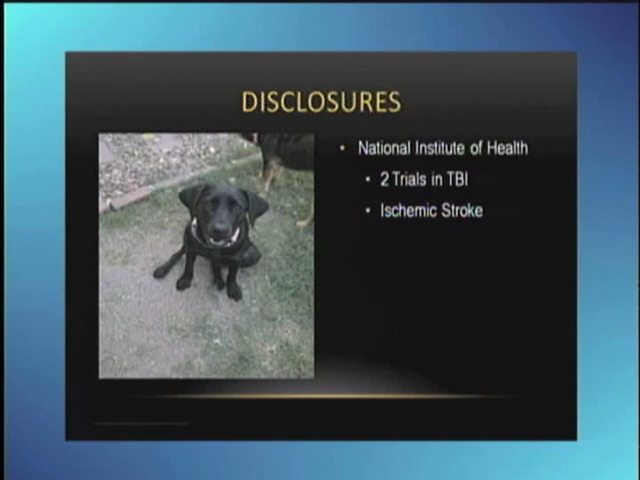 DISCLOSURES
• National Institute of Health
• 2 Trials in TBI
• Ischemic Stroke